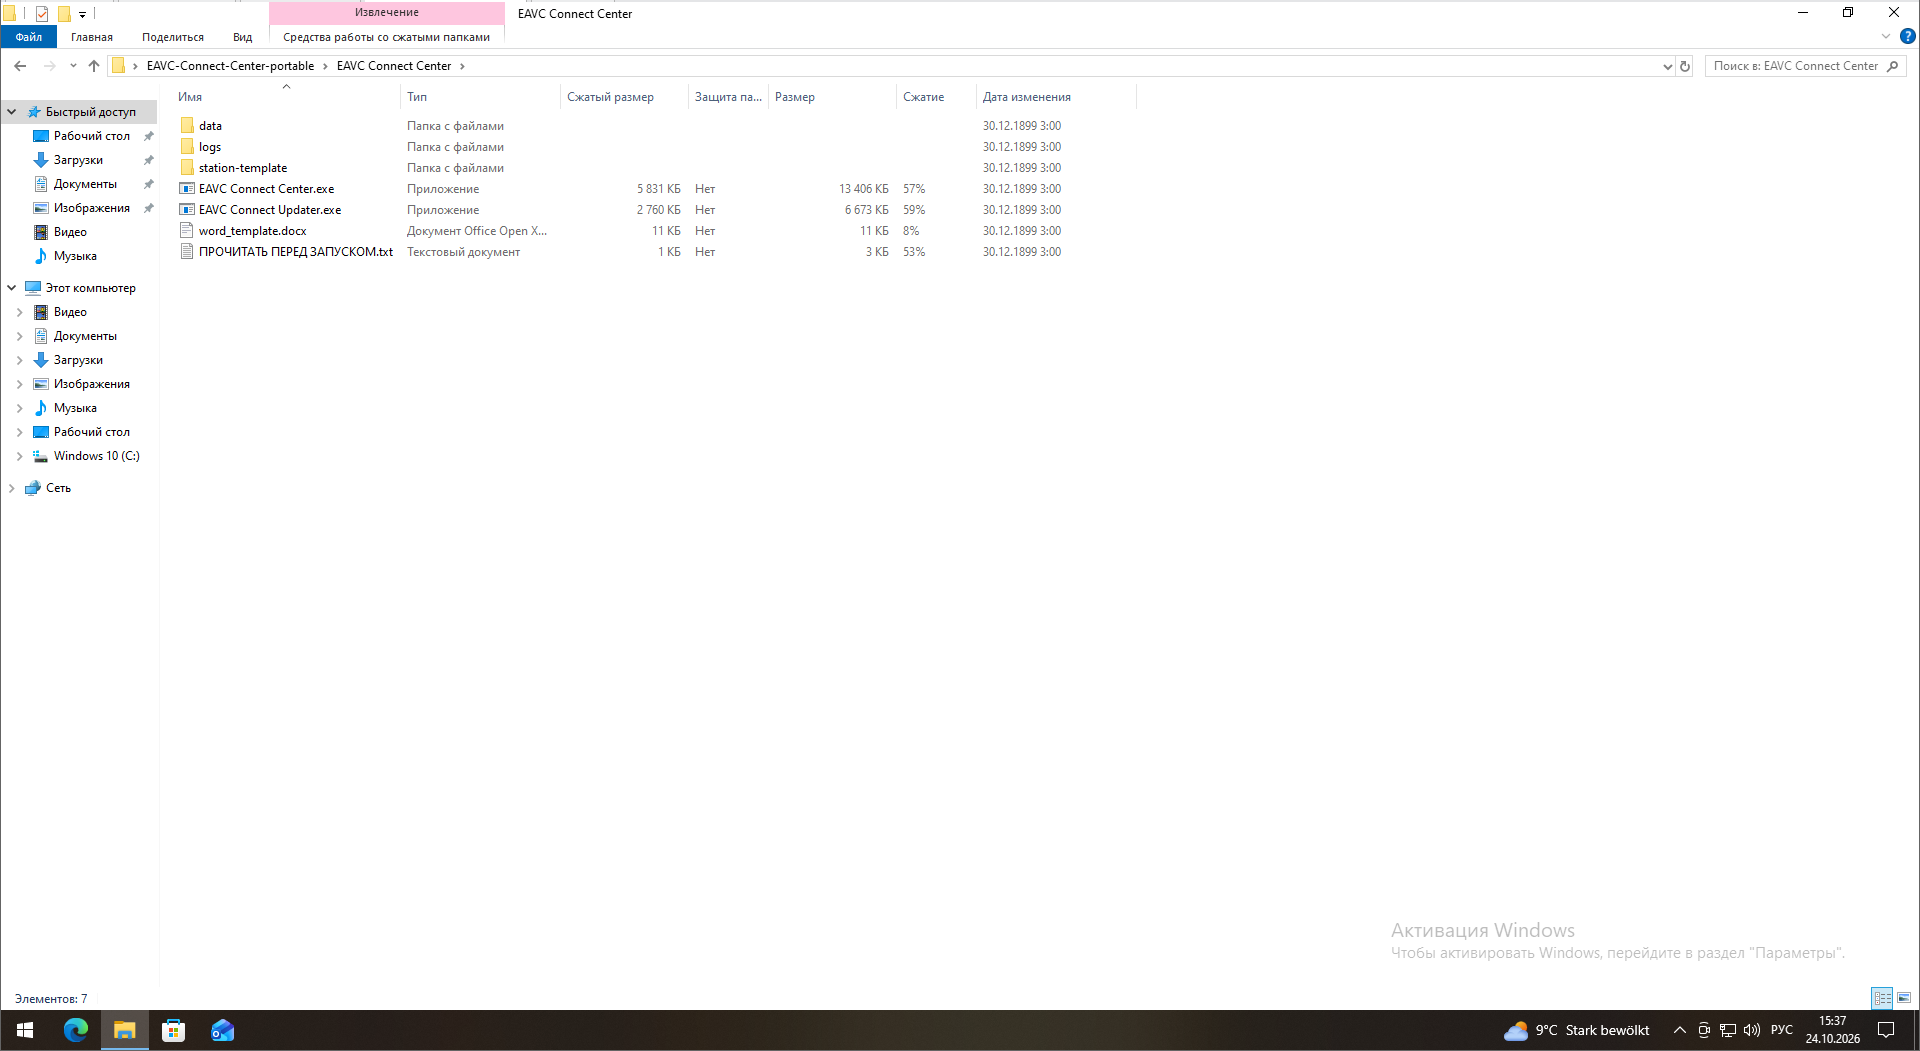 Извлечение
EAVC Connect Center
Файл
Главная
Поделиться
Вид
Средства работы со сжатыми папками
EAVC-Connect-Center-portable
EAVC Connect Center
Поиск в: EAVC Connect Center
Имя Тип Сжатый размер Защита па... Размер Сжатие Дата изменения
data Папка с файлами 30.12.1899 3:00
logs Папка с файлами 30.12.1899 3:00
station-template Папка с файлами 30.12.1899 3:00
EAVC Connect Center.exe Приложение 5 831 КБ Нет 13 406 КБ 57% 30.12.1899 3:00
EAVC Connect Updater.exe Приложение 2 760 КБ Нет 6 673 КБ 59% 30.12.1899 3:00
word_template.docx Документ Office Open X... 11 КБ Нет 11 КБ 8% 30.12.1899 3:00
ПРОЧИТАТЬ ПЕРЕД ЗАПУСКОМ.txt Текстовый документ 1 КБ Нет 3 КБ 53% 30.12.1899 3:00
Быстрый доступ
Рабочий стол
Загрузки
Документы
Изображения
Видео
Музыка
Этот компьютер
Видео
Документы
Загрузки
Изображения
Музыка
Рабочий стол
Windows 10 (C:)
Сеть
Активация Windows
Чтобы активировать Windows, перейдите в раздел "Параметры".
Элементов: 7
9°C Stark bewölkt
РУС
15:37
24.10.2026